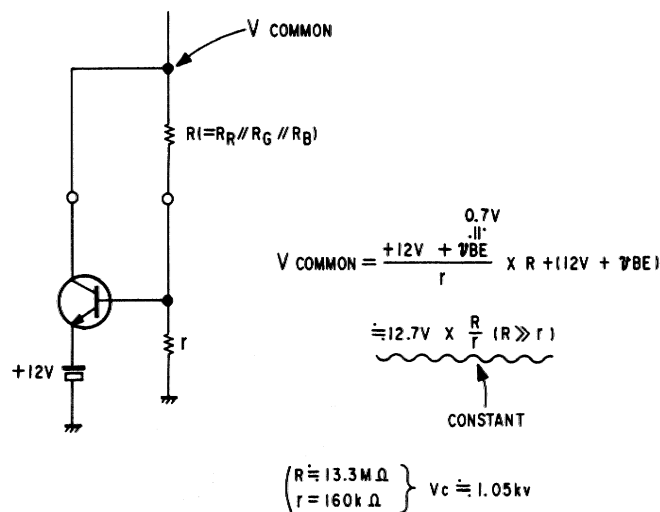 V COMMON
R(=RR//RG//RB)
0.7V
V COMMON = +12V + vBE / r X R +(12V + vBE)
r
≒12.7V X R/r (R≫r)
+12V
CONSTANT
R≒13.3MΩ
r=160kΩ
Vc≒1.05kv